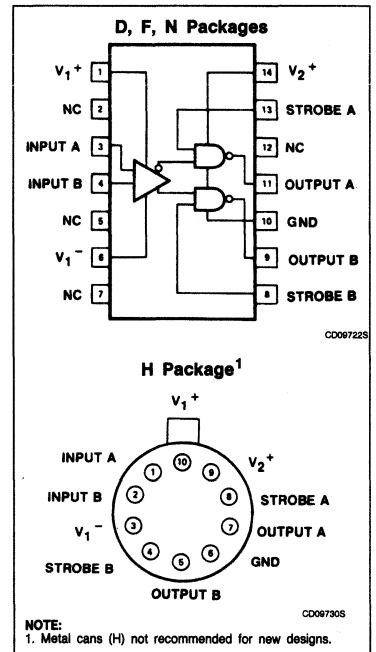 D, F, N Packages
V1+ 1 14 V2+
NC 2 13 STROBE A
INPUT A 3 12 NC
INPUT B 4 11 OUTPUT A
NC 5 10 GND
V1− 6 9 OUTPUT B
NC 7 8 STROBE B
CD09722S
H Package1
V1+
INPUT A 1 10 9 V2+
INPUT B 2 8 STROBE A
V1− 3 7 OUTPUT A
STROBE B 4 5 6 GND
OUTPUT B
CD09730S
NOTE:
1. Metal cans (H) not recommended for new designs.